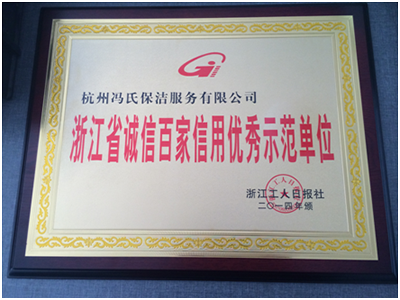 杭州冯氏保洁服务有限公司
浙江省诚信百家信用优秀示范单位
浙江工人日报社
二〇一四年颁